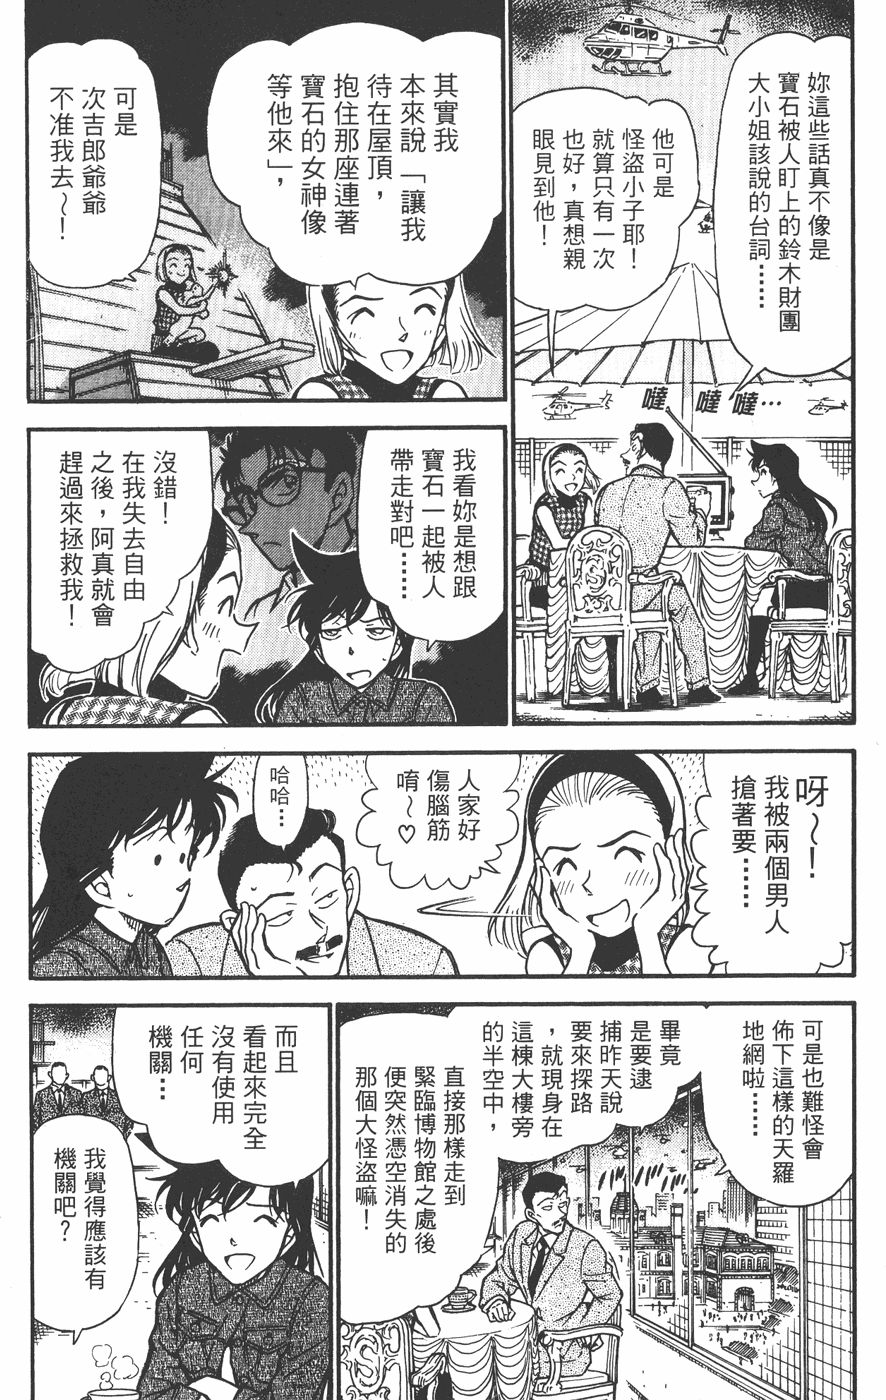 妳這些話真不像是
寶石被人盯上的鈴木財團
大小姐該說的台詞⋯⋯
他可是
怪盜小子耶！
就算只有一次
也好，真想親
眼見到他！
噠 噠 噠⋯
其實我
本來說「讓我
待在屋頂，
抱住那座連著
寶石的女神像
等他來」，
可是
次吉郎爺爺
不准我去～！
我看妳是想跟
寶石一起被人
帶走對吧⋯⋯
沒錯！
在我失去自由
之後，阿真就會
趕過來拯救我！
呀～！
我被兩個男人
搶著要⋯⋯
人家好
傷腦筋
唷～♡
哈哈⋯
可是也難怪會
佈下這樣的天羅
地網啦⋯⋯
畢竟
是要逮
捕昨天說
要來探路
，就現身在
這棟大樓旁
的半空中，
直接那樣走到
緊臨博物館之處後
便突然憑空消失的
那個大怪盜嘛！
而且
看起來完全
沒有使用
任何
機關⋯
我覺得應該有
機關吧？